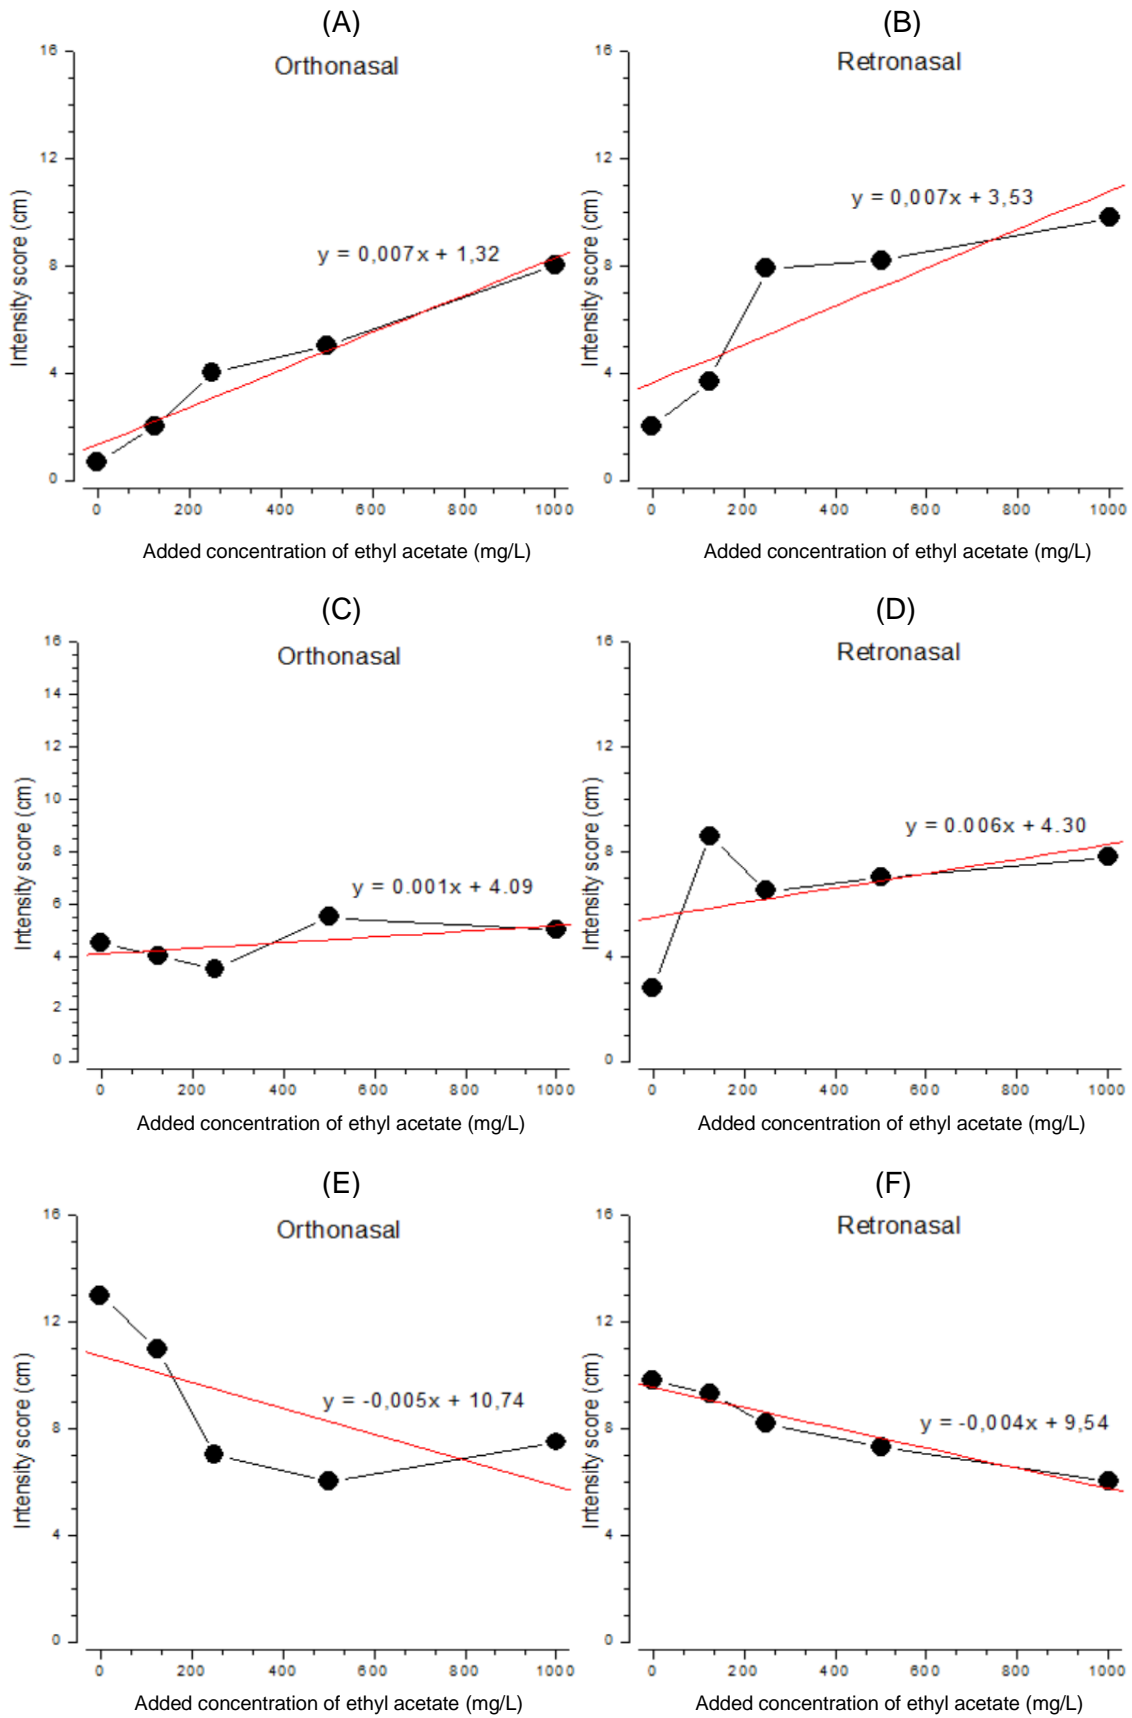 (A)
Orthonasal
Intensity score (cm)
16
12
8
4
0
y = 0,007x + 1,32
0 200 400 600 800 1000
Added concentration of ethyl acetate (mg/L)
(B)
Retronasal
Intensity score (cm)
16
12
8
4
0
y = 0,007x + 3,53
0 200 400 600 800 1000
Added concentration of ethyl acetate (mg/L)
(C)
Orthonasal
Intensity score (cm)
16
14
12
10
8
6
4
2
0
y = 0.001x + 4.09
0 200 400 600 800 1000
Added concentration of ethyl acetate (mg/L)
(D)
Retronasal
Intensity score (cm)
16
14
12
10
8
6
4
2
0
y = 0.006x + 4.30
0 200 400 600 800 1000
Added concentration of ethyl acetate (mg/L)
(E)
Orthonasal
Intensity score (cm)
16
12
8
4
0
y = -0,005x + 10,74
0 200 400 600 800 1000
Added concentration of ethyl acetate (mg/L)
(F)
Retronasal
Intensity score (cm)
16
12
8
4
0
y = -0,004x + 9,54
0 200 400 600 800 1000
Added concentration of ethyl acetate (mg/L)